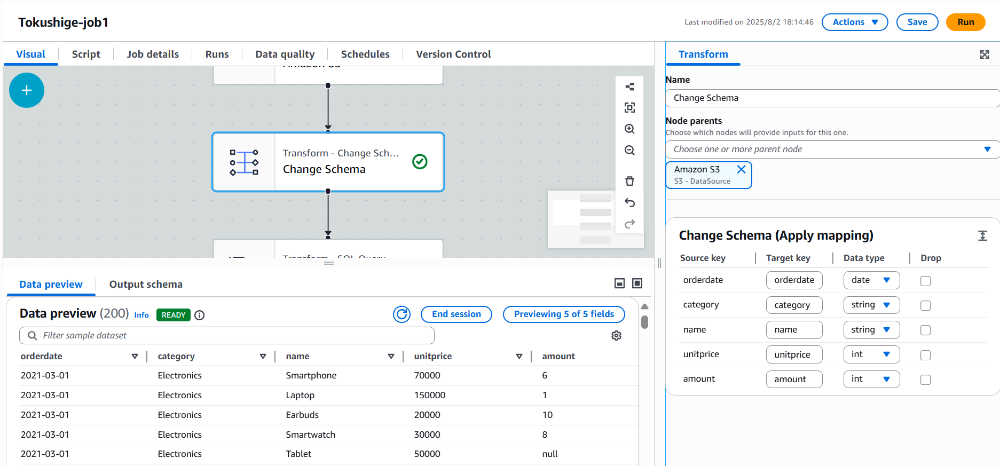 Tokushige-job1
Last modified on 2025/8/2 18:14:46
Actions
Save
Run
Visual
Script
Job details
Runs
Data quality
Schedules
Version Control
Amazon S3
Transform - Change Sch...
Change Schema
Transform - SQL Query
Data preview
Output schema
Data preview (200) Info READY
End session
Previewing 5 of 5 fields
Filter sample dataset
orderdate category name unitprice amount
2021-03-01 Electronics Smartphone 70000 6
2021-03-01 Electronics Laptop 150000 1
2021-03-01 Electronics Earbuds 20000 10
2021-03-01 Electronics Smartwatch 30000 8
2021-03-01 Electronics Tablet 50000 null
Transform
Name
Change Schema
Node parents
Choose which nodes will provide inputs for this one.
Choose one or more parent node
Amazon S3
S3 - DataSource
Change Schema (Apply mapping)
Source key Target key Data type Drop
orderdate orderdate date
category category string
name name string
unitprice unitprice int
amount amount int